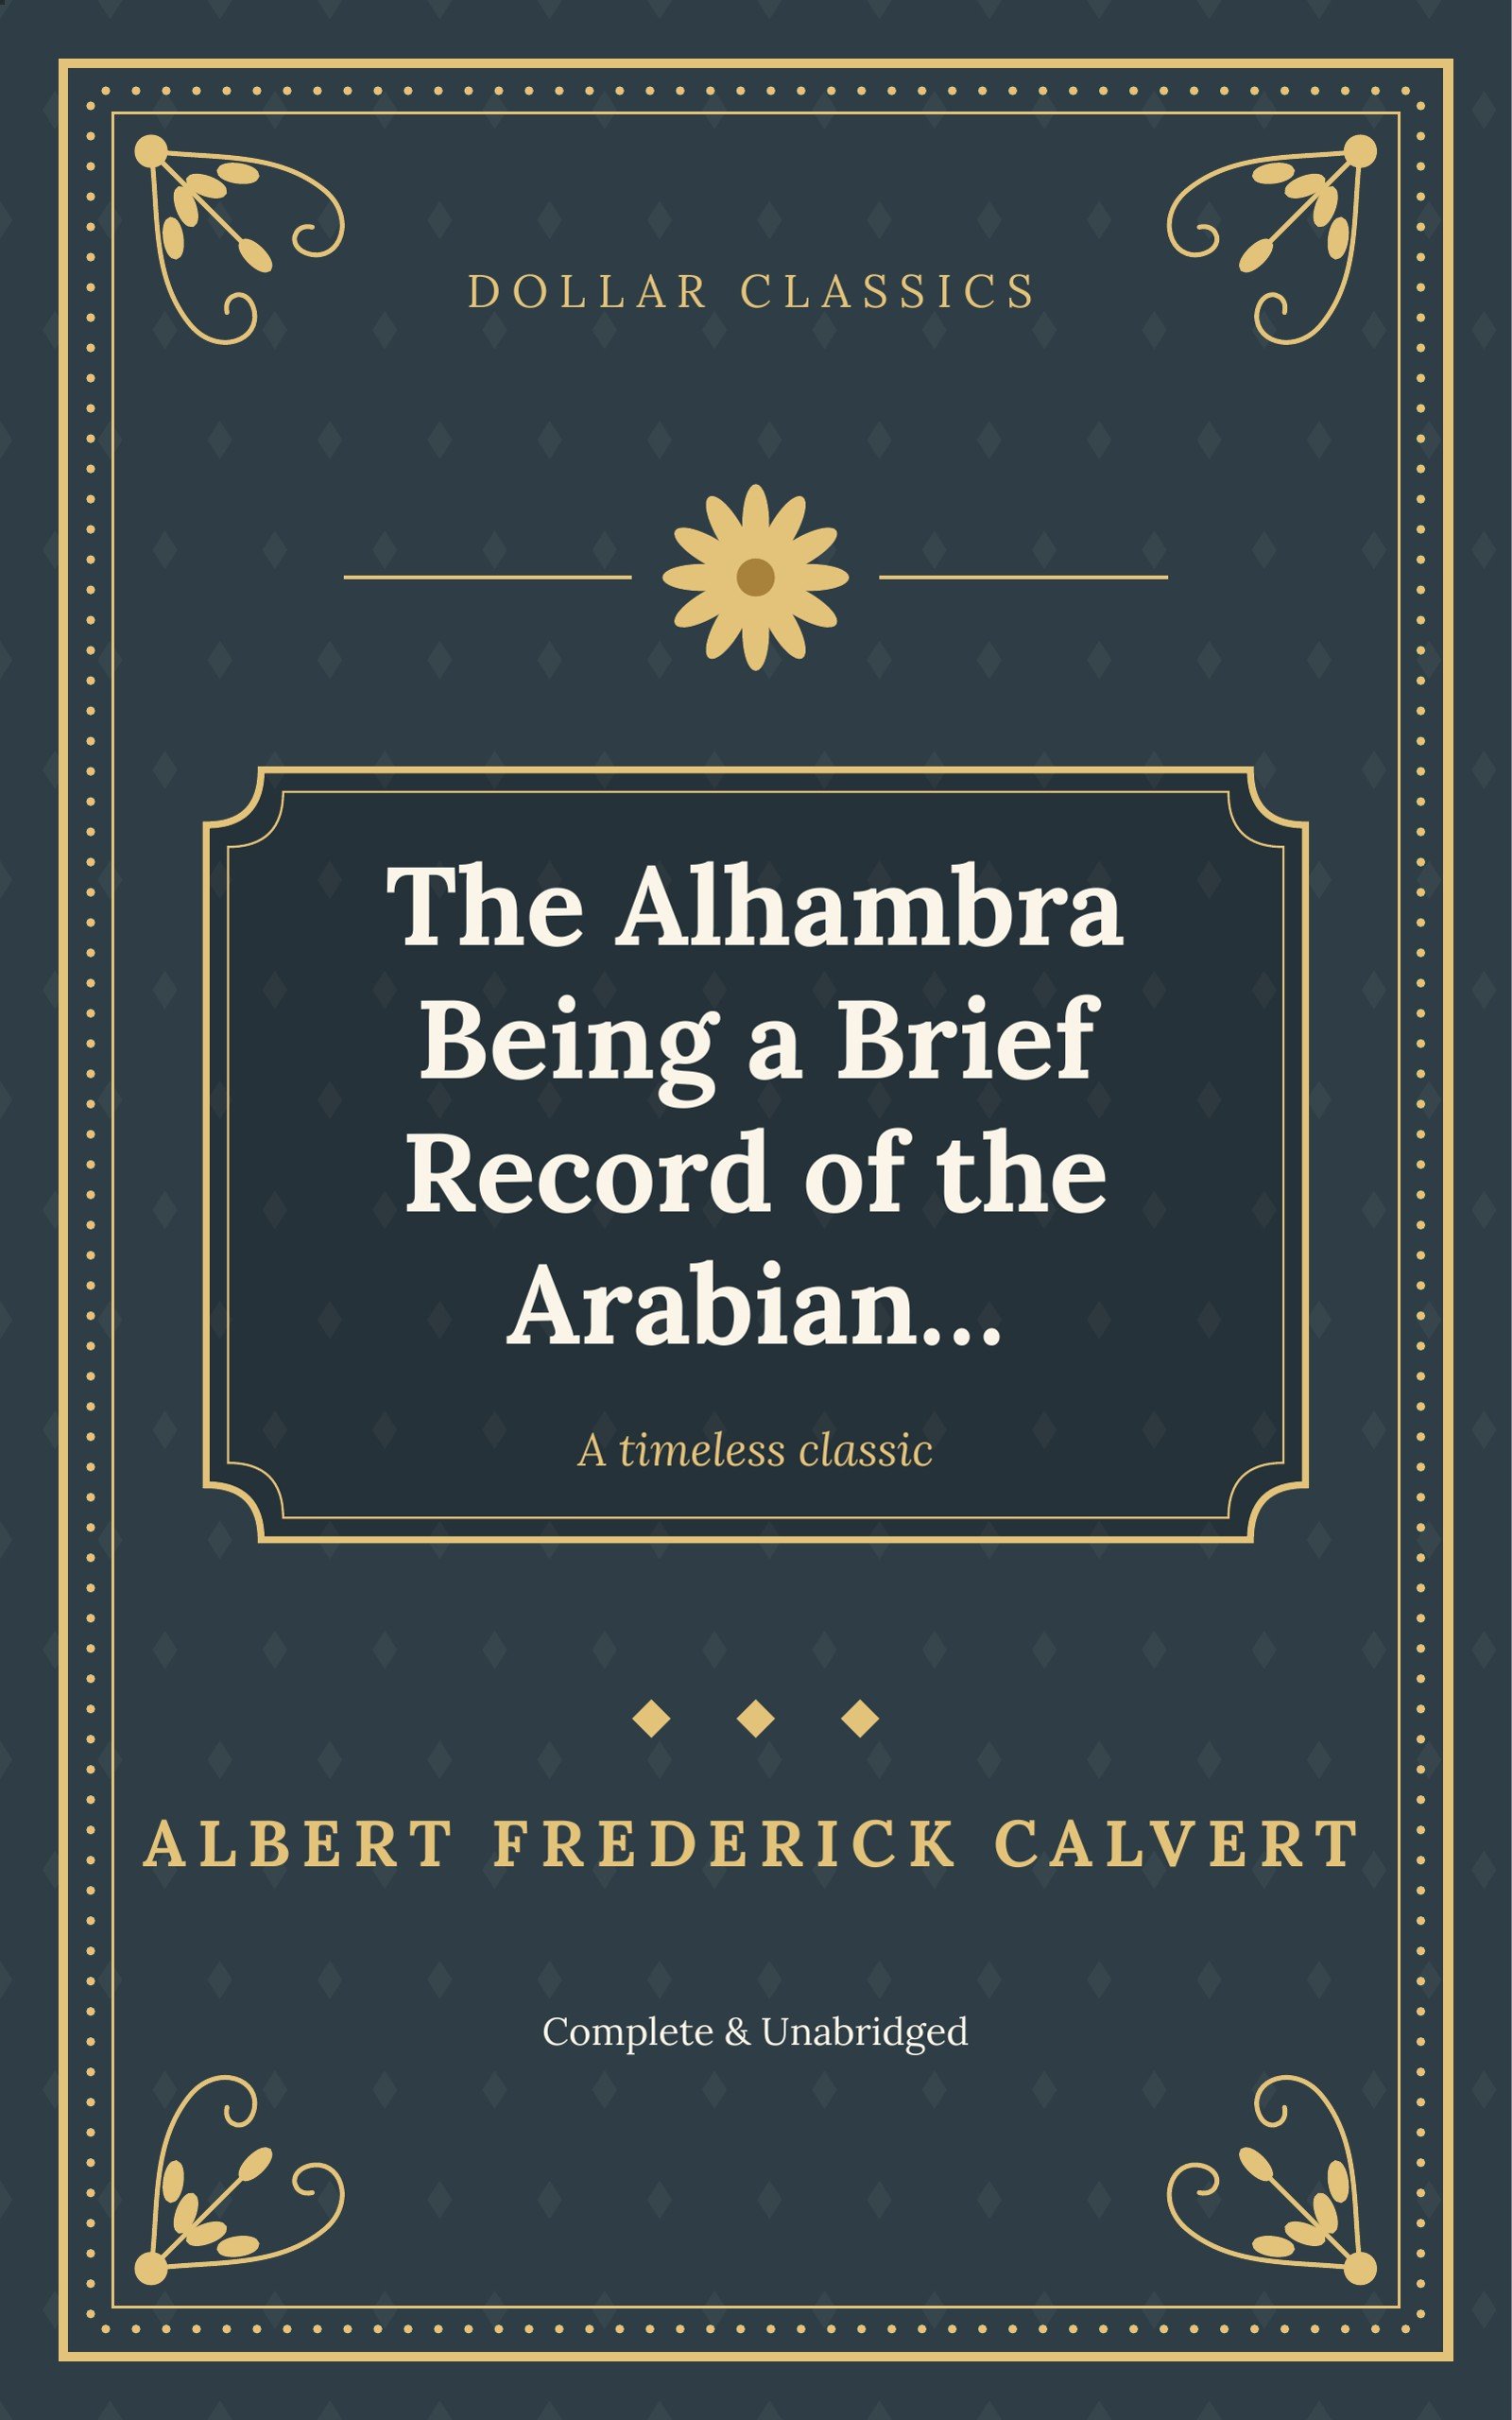 DOLLAR CLASSICS
The Alhambra
Being a Brief
Record of the
Arabian...
A timeless classic
ALBERT FREDERICK CALVERT
Complete & Unabridged